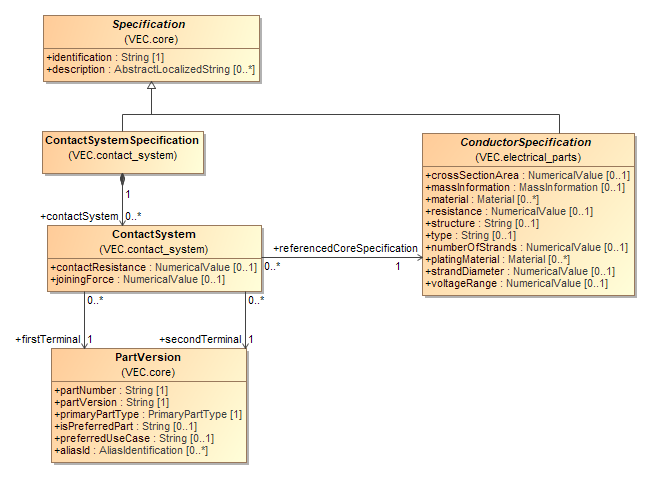 Specification
(VEC.core)
+identification : String [1]
+description : AbstractLocalizedString [0..*]
ContactSystemSpecification
(VEC.contact_system)
ConductorSpecification
(VEC.electrical_parts)
+crossSectionArea : NumericalValue [0..1]
+massInformation : MassInformation [0..1]
+material : Material [0..*]
+resistance : NumericalValue [0..1]
+structure : String [0..1]
+type : String [0..1]
+numberOfStrands : NumericalValue [0..1]
+platingMaterial : Material [0..*]
+strandDiameter : NumericalValue [0..1]
+voltageRange : NumericalValue [0..1]
1
+contactSystem 0..*
ContactSystem
(VEC.contact_system)
+contactResistance : NumericalValue [0..1]
+joiningForce : NumericalValue [0..1]
+referencedCoreSpecification
0..* 1
0..* 0..*
+firstTerminal 1 +secondTerminal 1
PartVersion
(VEC.core)
+partNumber : String [1]
+partVersion : String [1]
+primaryPartType : PrimaryPartType [1]
+isPreferredPart : String [0..1]
+preferredUseCase : String [0..1]
+aliasId : AliasIdentification [0..*]